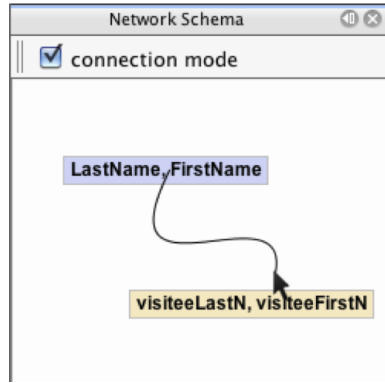 Network Schema
connection mode
LastName, FirstName
visiteeLastN, visiteeFirstN